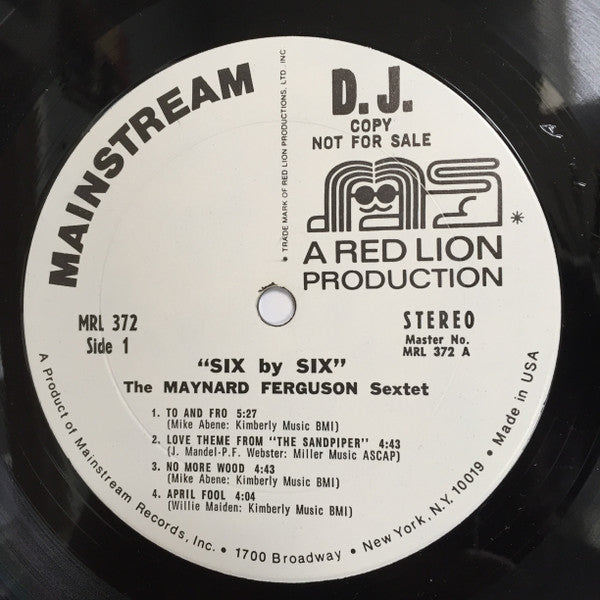 MAINSTREAM
* TRADE MARK OF RED LION PRODUCTIONS, LTD., INC
D.J.
COPY
NOT FOR SALE
ms *
A RED LION
PRODUCTION
MRL 372
Side 1
STEREO
Master No.
MRL 372 A
"SIX by SIX"
The MAYNARD FERGUSON Sextet
1. TO AND FRO 5:27
(Mike Abene: Kimberly Music BMI)
2. LOVE THEME FROM "THE SANDPIPER" 4:43
(J. Mandel-P.F. Webster: Miller Music ASCAP)
3. NO MORE WOOD 4:43
(Mike Abene: Kimberly Music BMI)
4. APRIL FOOL 4:04
(Willie Maiden: Kimberly Music BMI)
A Product of Mainstream Records, Inc. • 1700 Broadway • New York, N.Y. 10019 • Made in USA